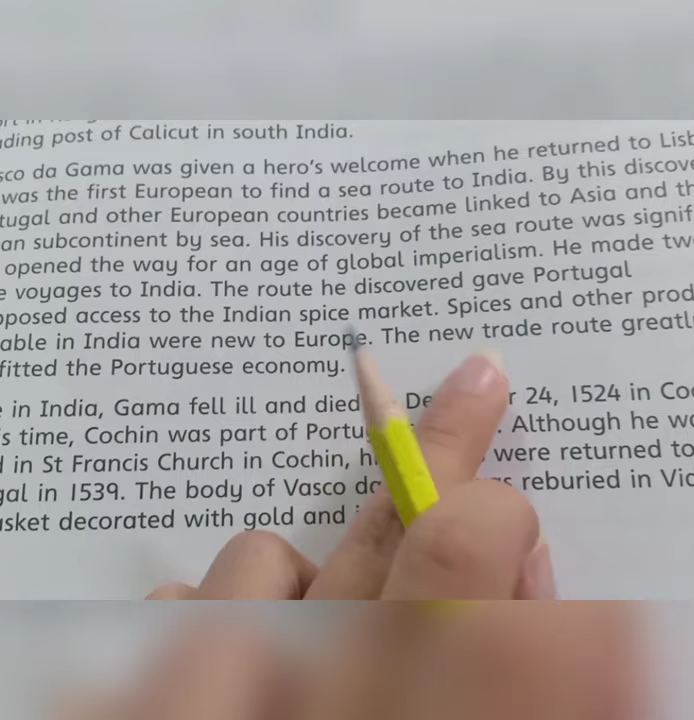 ding post of Calicut in south India.
sco da Gama was given a hero's welcome when he returned to Lisb
was the first European to find a sea route to India. By this discove
tugal and other European countries became linked to Asia and th
an subcontinent by sea. His discovery of the sea route was signif
opened the way for an age of global imperialism. He made tw
e voyages to India. The route he discovered gave Portugal
pposed access to the Indian spice market. Spices and other prod
able in India were new to Europe. The new trade route greatl
fitted the Portuguese economy.
e in India, Gama fell ill and died De r 24, 1524 in Co
s time, Cochin was part of Portu . Although he w
d in St Francis Church in Cochin, h were returned to
gal in 1539. The body of Vasco da s reburied in Vi
asket decorated with gold and